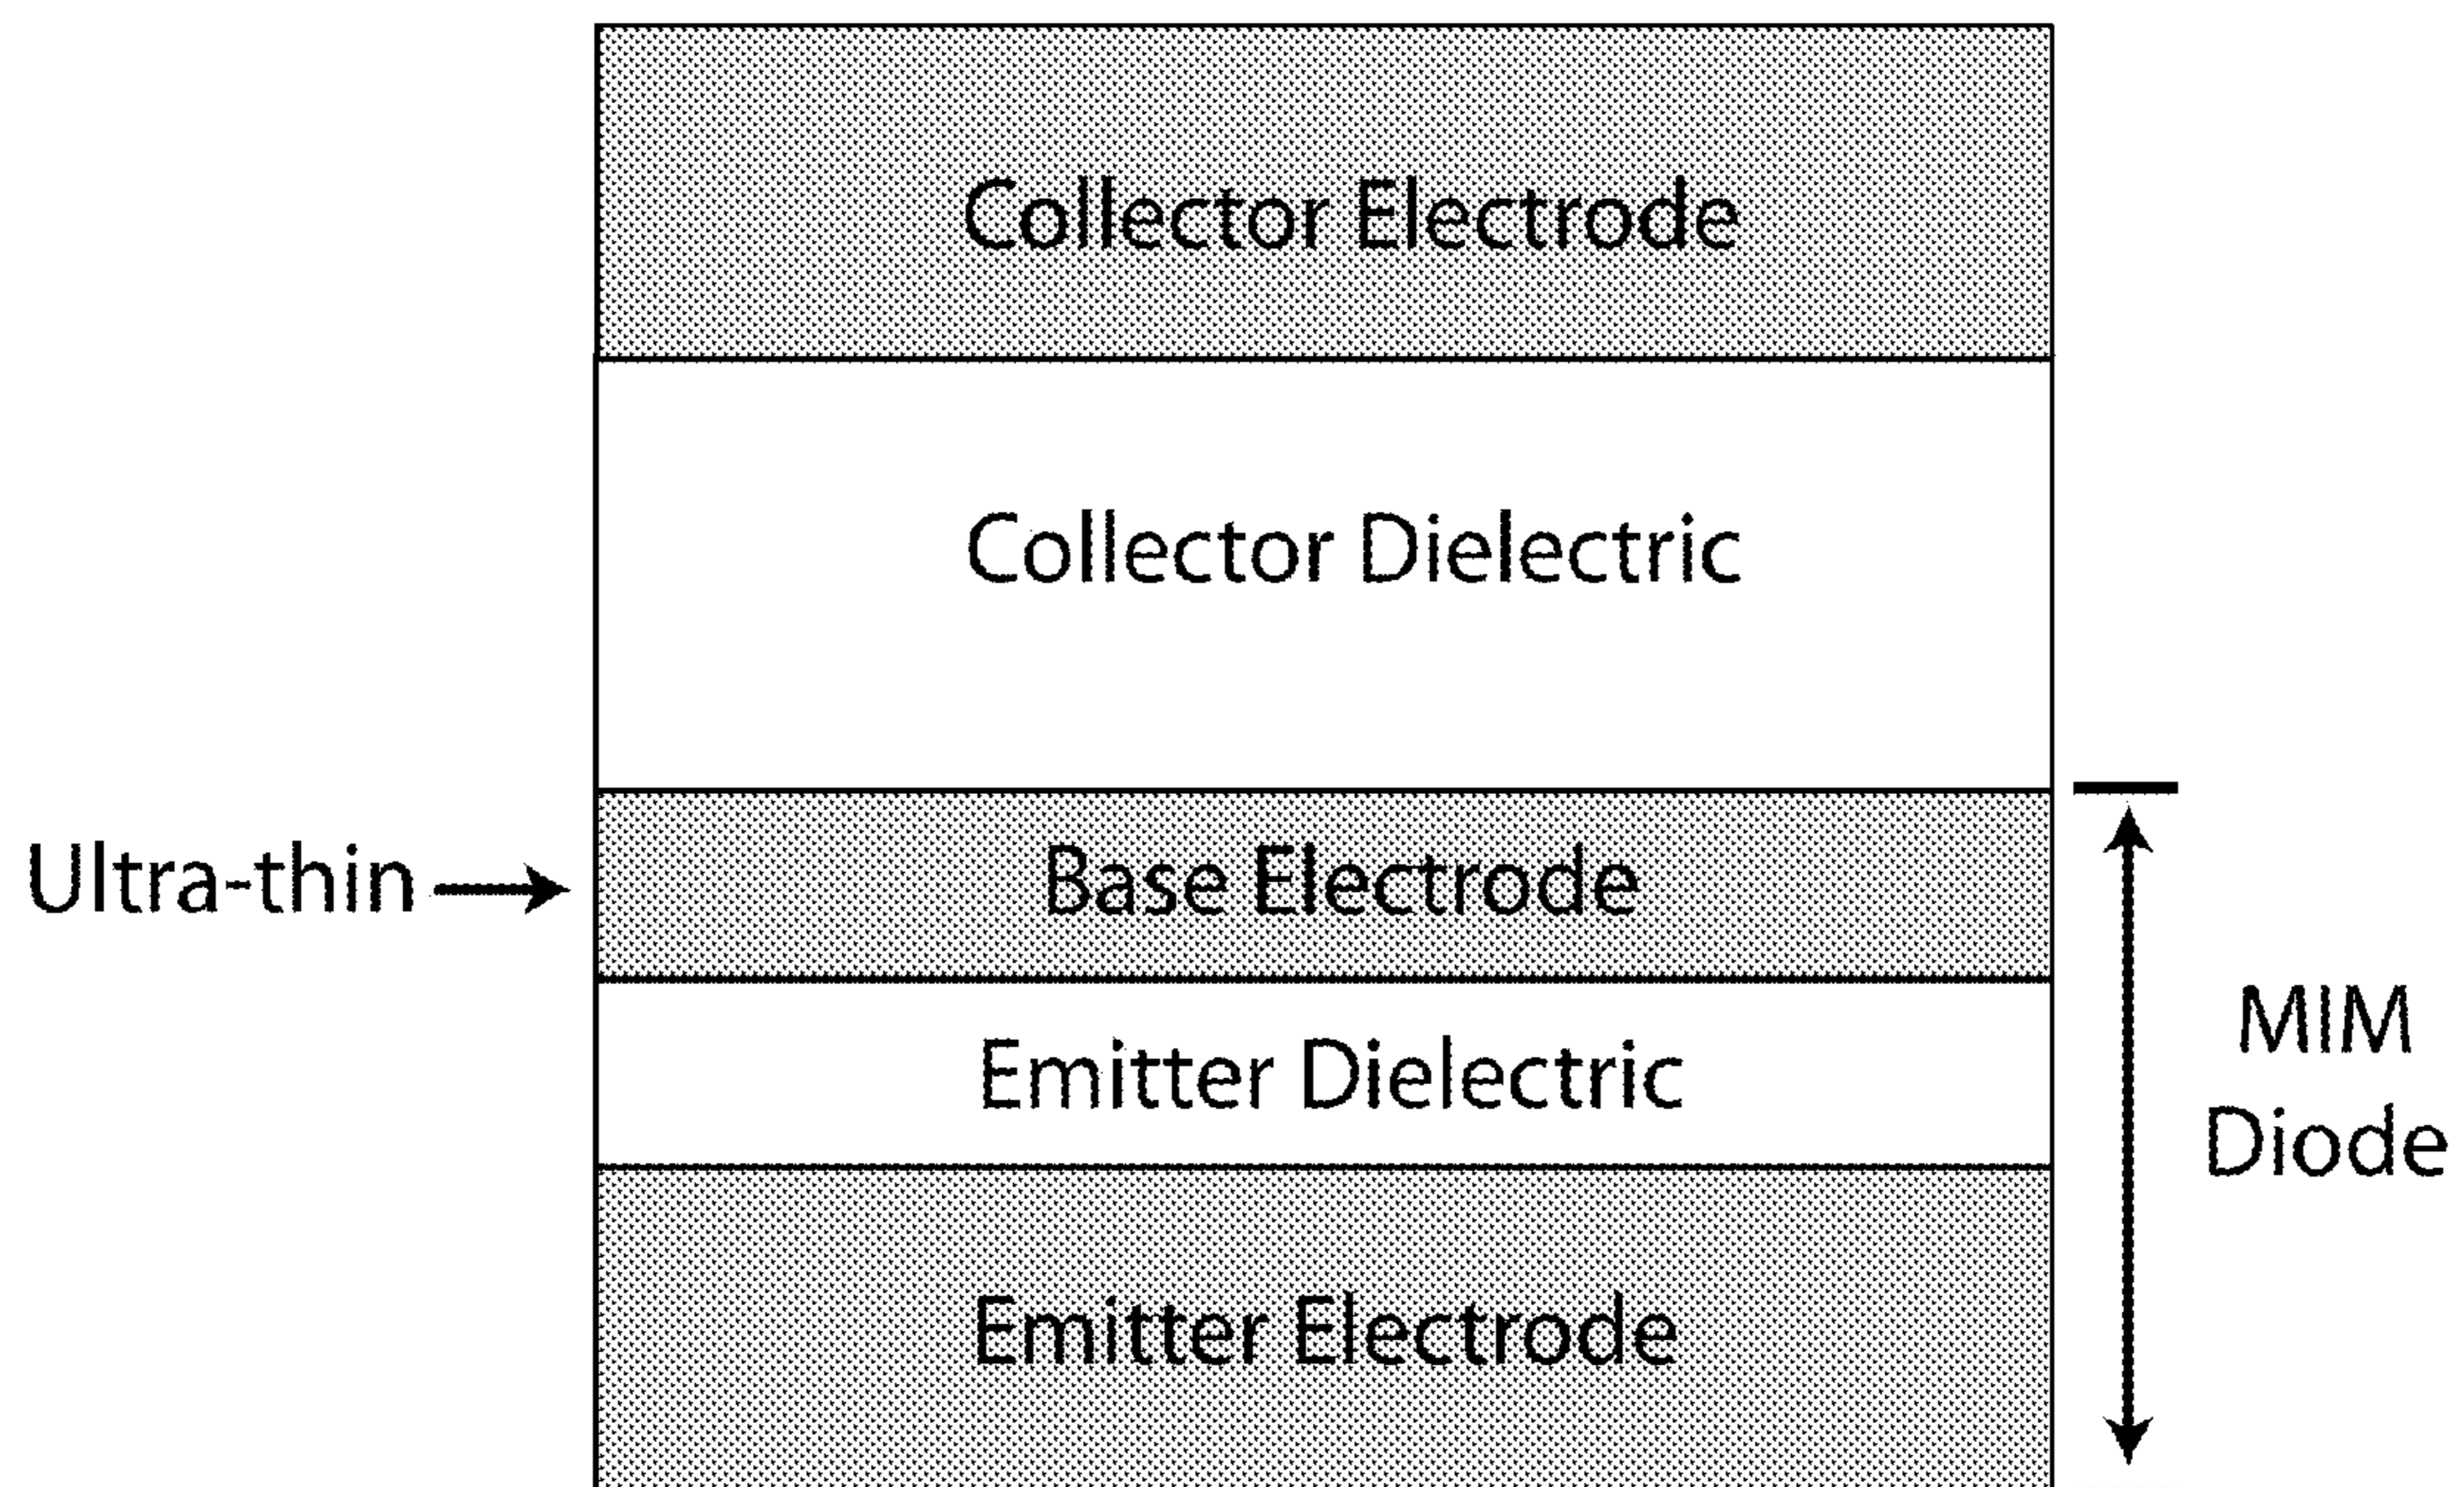 Collector Electrode
Collector Dielectric
Ultra-thin
Base Electrode
Emitter Dielectric
Emitter Electrode
MIM
Diode